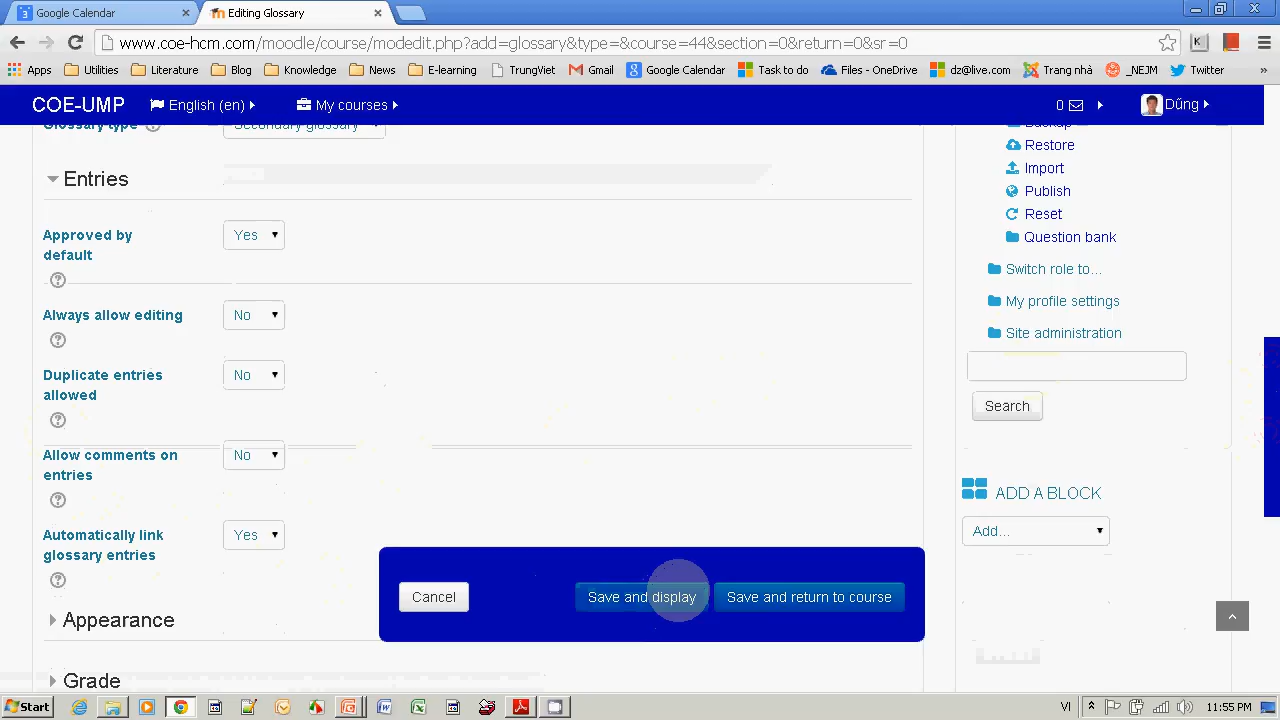 Google Calendar
Editing Glossary
www.coe-hcm.com/moodle/course/modedit.php?add=glossary&type=&course=44&section=0&return=0&sr=0
Apps Utilities Literature Blog Knowledge News E-learning TrungViet Gmail Google Calendar Task to do Files - OneDrive dz@live.com Trang nhà _NEJM Twitter »
COE-UMP English (en) My courses 0 Dũng
Glossary type Secondary glossary
Backup
Restore
Import
Publish
Reset
Question bank
Switch role to...
My profile settings
Site administration
Search
ADD A BLOCK
Add...
Entries
Approved by
default
Yes
Always allow editing No
Duplicate entries
allowed
No
Allow comments on
entries
No
Automatically link
glossary entries
Yes
Cancel Save and display Save and return to course
Appearance
Grade
Start VI 11:55 PM